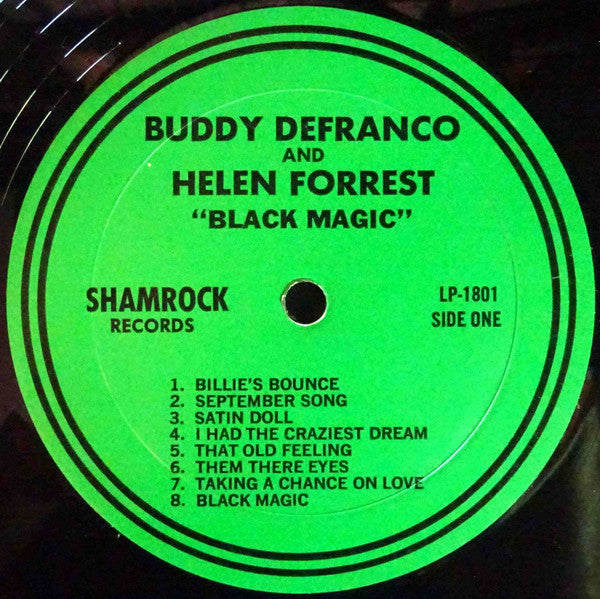 BUDDY DEFRANCO
AND
HELEN FORREST
"BLACK MAGIC"
SHAMROCK
RECORDS
LP-1801
SIDE ONE
1. BILLIE'S BOUNCE
2. SEPTEMBER SONG
3. SATIN DOLL
4. I HAD THE CRAZIEST DREAM
5. THAT OLD FEELING
6. THEM THERE EYES
7. TAKING A CHANCE ON LOVE
8. BLACK MAGIC